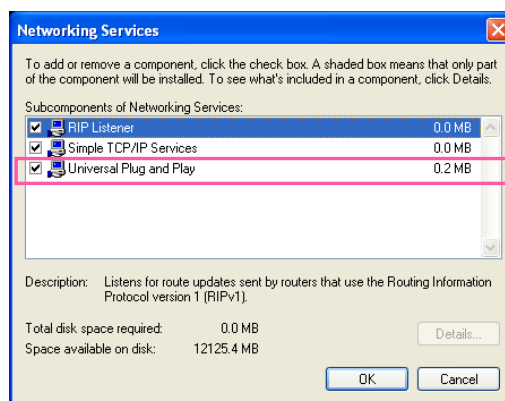 Networking Services
To add or remove a component, click the check box. A shaded box means that only part
of the component will be installed. To see what's included in a component, click Details.
Subcomponents of Networking Services:
RIP Listener 0.0 MB
Simple TCP/IP Services 0.0 MB
Universal Plug and Play 0.2 MB
Description: Listens for route updates sent by routers that use the Routing Information
Protocol version 1 (RIPv1).
Total disk space required: 0.0 MB
Details...
Space available on disk: 12125.4 MB
OK Cancel